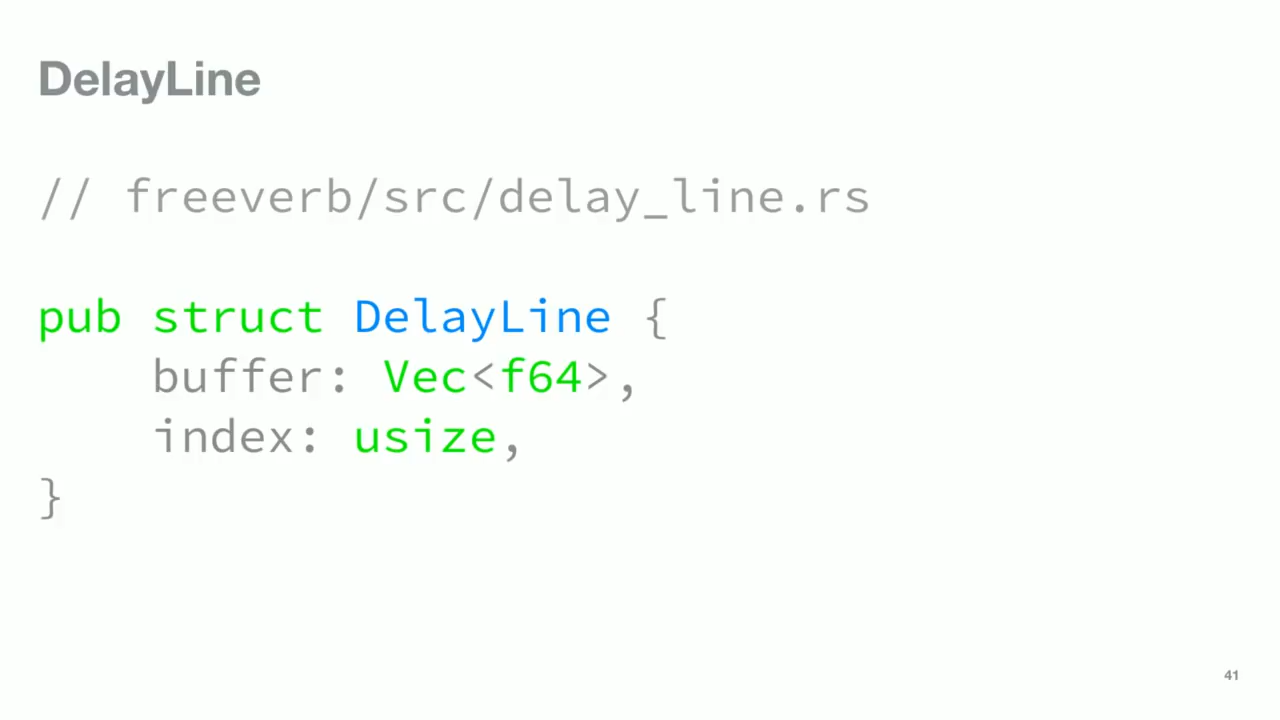 DelayLine
// freeverb/src/delay_line.rs
pub struct DelayLine {
    buffer: Vec<f64>,
    index: usize,
}
41